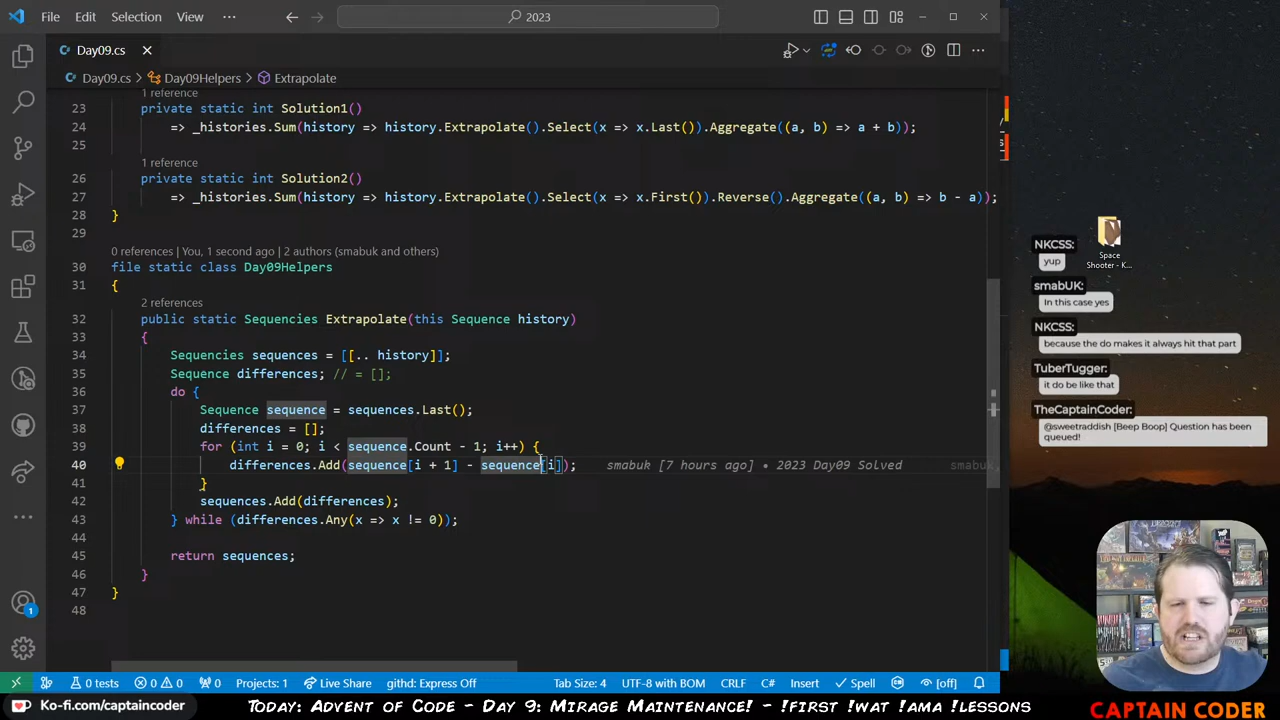 File Edit Selection View ··· 2023
Day09.cs
Day09.cs > Day09Helpers > Extrapolate
1 reference
23 private static int Solution1()
24 => _histories.Sum(history => history.Extrapolate().Select(x => x.Last()).Aggregate((a, b) => a + b));
25
1 reference
26 private static int Solution2()
27 => _histories.Sum(history => history.Extrapolate().Select(x => x.First()).Reverse().Aggregate((a, b) => b - a));
28 }
29
0 references | You, 1 second ago | 2 authors (smabuk and others)
30 file static class Day09Helpers
31 {
2 references
32 public static Sequencies Extrapolate(this Sequence history)
33 {
34 Sequencies sequences = [[.. history]];
35 Sequence differences; // = [];
36 do {
37 Sequence sequence = sequences.Last();
38 differences = [];
39 for (int i = 0; i < sequence.Count - 1; i++) {
40 differences.Add(sequence[i + 1] - sequence[i]); smabuk [7 hours ago] • 2023 Day09 Solved
41 }
42 sequences.Add(differences);
43 } while (differences.Any(x => x != 0));
44
45 return sequences;
46 }
47 }
48
1
0 tests 0 0 0 Projects: 1 Live Share githd: Express Off Tab Size: 4 UTF-8 with BOM CRLF C# Insert Spell [off]
Space
Shooter - K...
NKCSS:
yup
smabUK:
In this case yes
NKCSS:
because the do makes it always hit that part
TuberTugger:
it do be like that
TheCaptainCoder:
@sweetraddish [Beep Boop] Question has been
queued!
CAPTAIN CODER
Ko-fi.com/captaincoder
Today: Advent of Code - Day 9: Mirage Maintenance! - !first !wat !ama !lessons